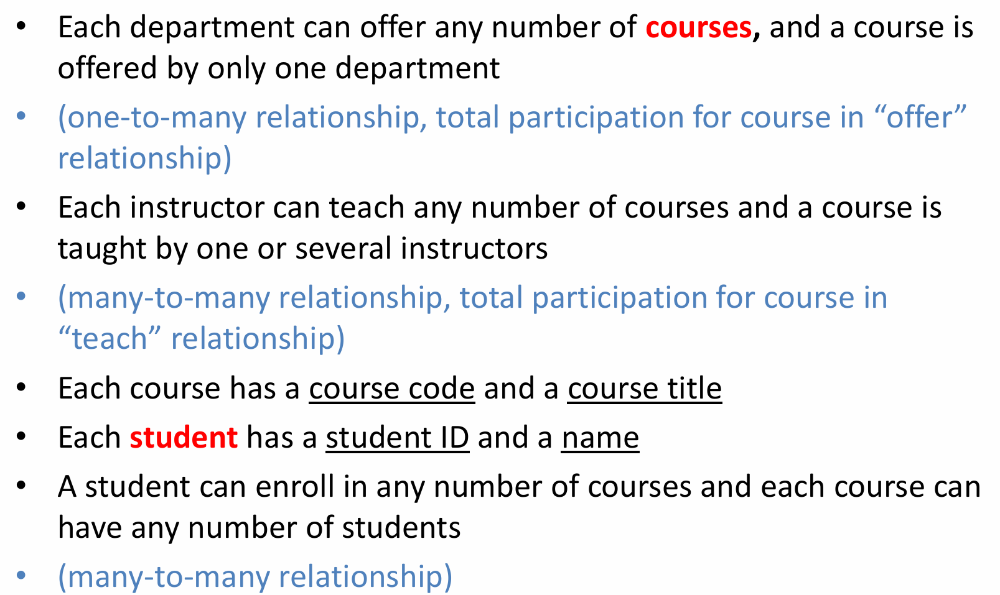 • Each department can offer any number of courses, and a course is
offered by only one department
• (one-to-many relationship, total participation for course in “offer”
relationship)
• Each instructor can teach any number of courses and a course is
taught by one or several instructors
• (many-to-many relationship, total participation for course in
“teach” relationship)
• Each course has a course code and a course title
• Each student has a student ID and a name
• A student can enroll in any number of courses and each course can
have any number of students
• (many-to-many relationship)